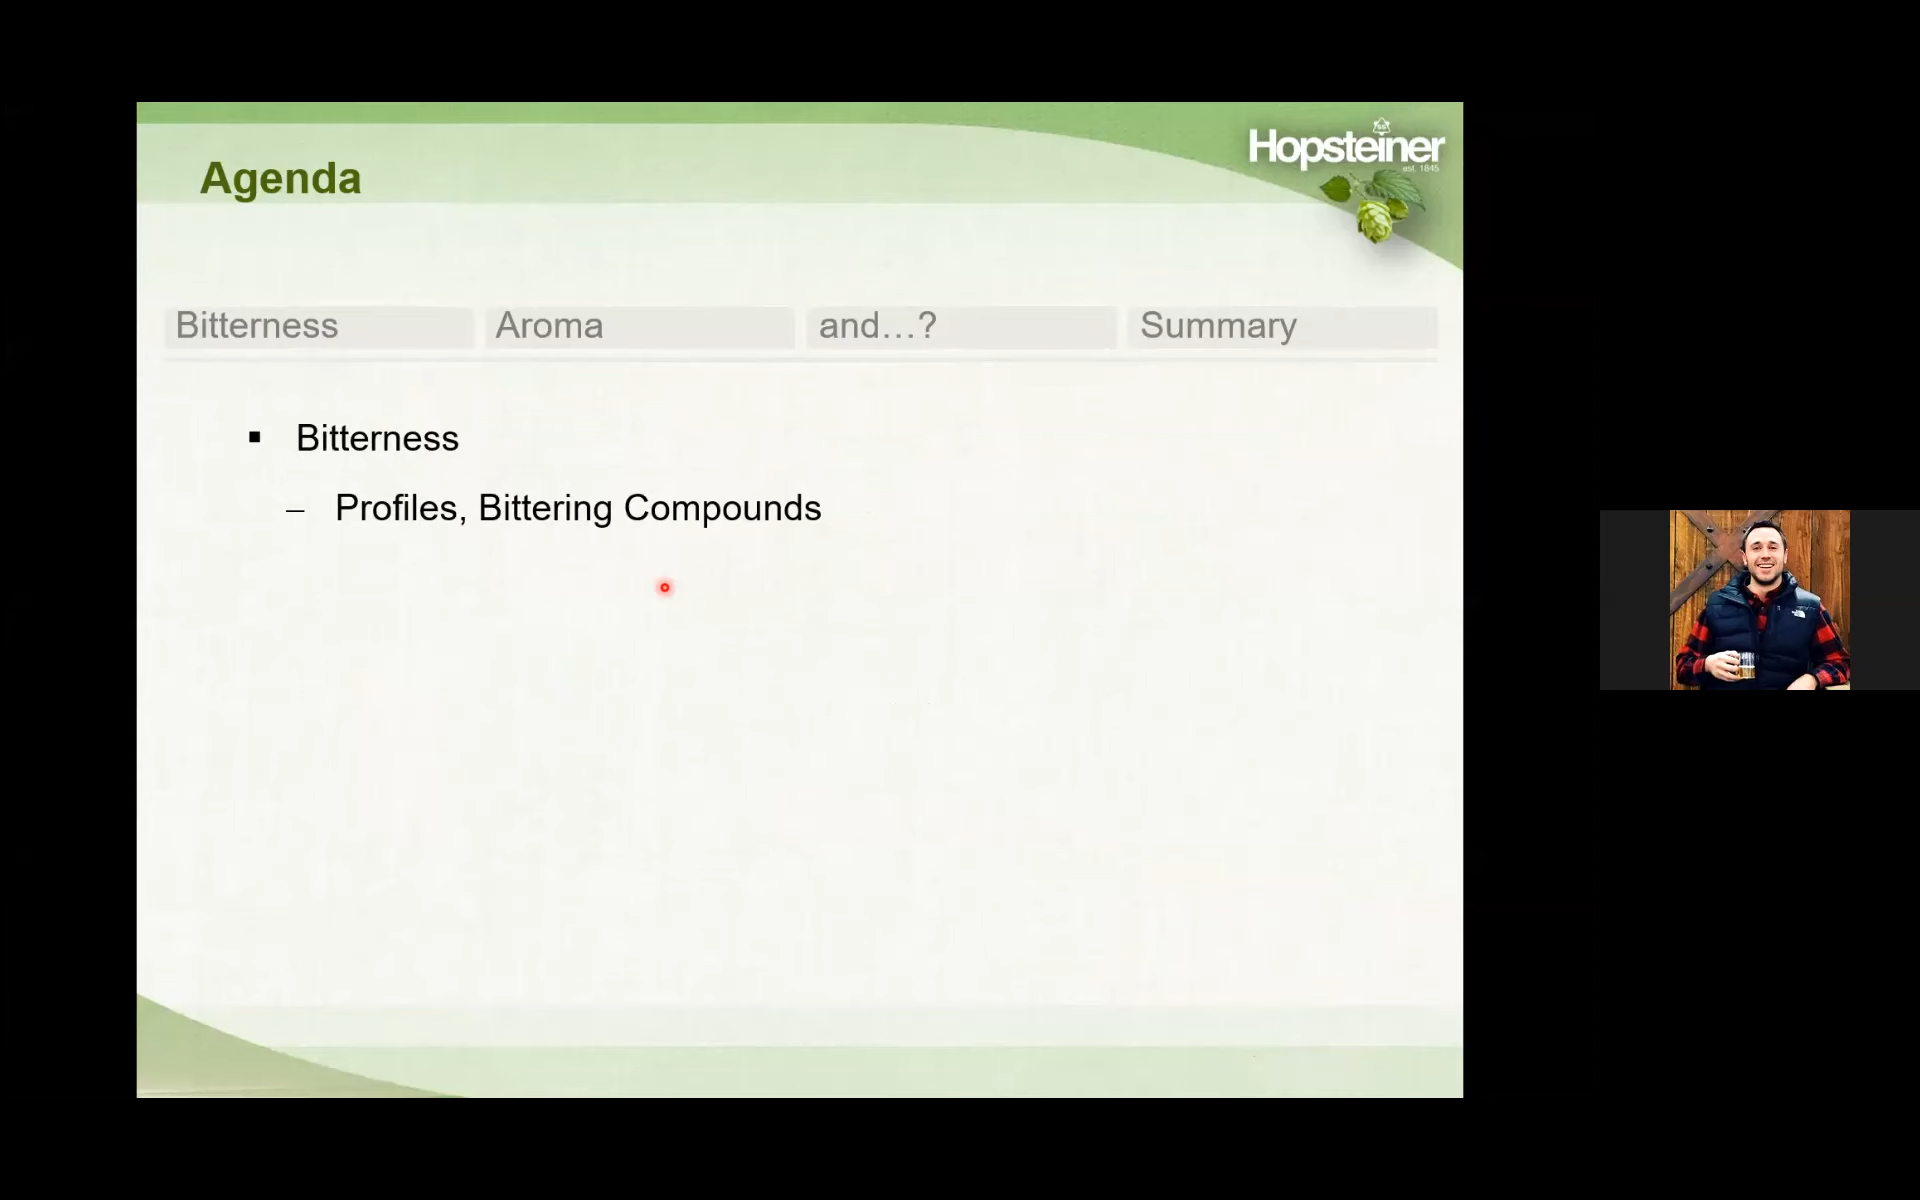 Agenda
Hopsteiner
est. 1845
Bitterness Aroma and...? Summary
▪ Bitterness
– Profiles, Bittering Compounds